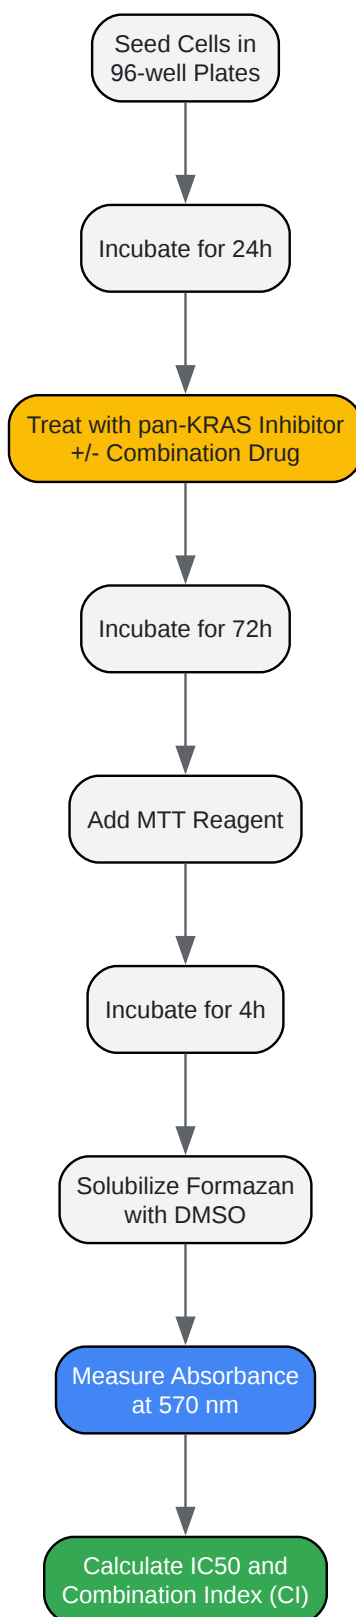 Seed Cells in
96-well Plates
Incubate for 24h
Treat with pan-KRAS Inhibitor
+/- Combination Drug
Incubate for 72h
Add MTT Reagent
Incubate for 4h
Solubilize Formazan
with DMSO
Measure Absorbance
at 570 nm
Calculate IC50 and
Combination Index (CI)